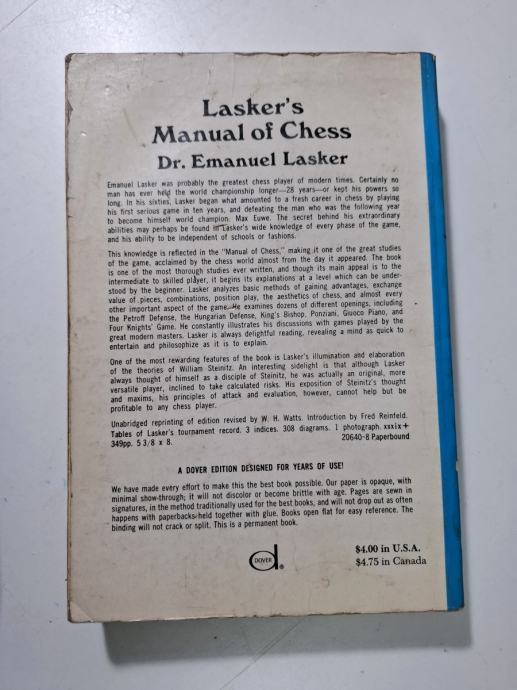 Lasker's
Manual of Chess
Dr. Emanuel Lasker
Emanuel Lasker was probably the greatest chess player of modern times. Certainly no
man has ever held the world championship longer—28 years—or kept his powers so
long. In his sixties, Lasker began what amounted to a fresh career in chess by playing
his first serious game in ten years, and defeating the man who was the following year
to become himself world champion: Max Euwe. The secret behind his extraordinary
abilities may perhaps be found in Lasker's wide knowledge of every phase of the game,
and his ability to be independent of schools or fashions.
This knowledge is reflected in the "Manual of Chess," making it one of the great studies
of the game, acclaimed by the chess world almost from the day it appeared. The book
is one of the most thorough studies ever written, and though its main appeal is to the
intermediate to skilled player, it begins its explanations at a level which can be under-
stood by the beginner. Lasker analyzes basic methods of gaining advantages, exchange
value of pieces, combinations, position play, the aesthetics of chess, and almost every
other important aspect of the game. He examines dozens of different openings, including
the Petroff Defense, the Hungarian Defense, King's Bishop, Ponziani, Giuoco Piano, and
Four Knights' Game. He constantly illustrates his discussions with games played by the
great modern masters. Lasker is always delightful reading, revealing a mind as quick to
entertain and philosophize as it is to explain.
One of the most rewarding features of the book is Lasker's illumination and elaboration
of the theories of William Steinitz. An interesting sidelight is that although Lasker
always thought of himself as a disciple of Steinitz, he was actually an original, more
versatile player, inclined to take calculated risks. His exposition of Steinitz's thought
and maxims, his principles of attack and evaluation, however, cannot help but be
profitable to any chess player.
Unabridged reprinting of edition revised by W. H. Watts. Introduction by Fred Reinfeld.
Tables of Lasker's tournament record. 3 indices. 308 diagrams. 1 photograph. xxxix+
349pp. 5 3/8 x 8. 20640-8 Paperbound
A DOVER EDITION DESIGNED FOR YEARS OF USE!
We have made every effort to make this the best book possible. Our paper is opaque, with
minimal show-through; it will not discolor or become brittle with age. Pages are sewn in
signatures, in the method traditionally used for the best books, and will not drop out as often
happens with paperbacks held together with glue. Books open flat for easy reference. The
binding will not crack or split. This is a permanent book.
DOVER ®
$4.00 in U.S.A.
$4.75 in Canada